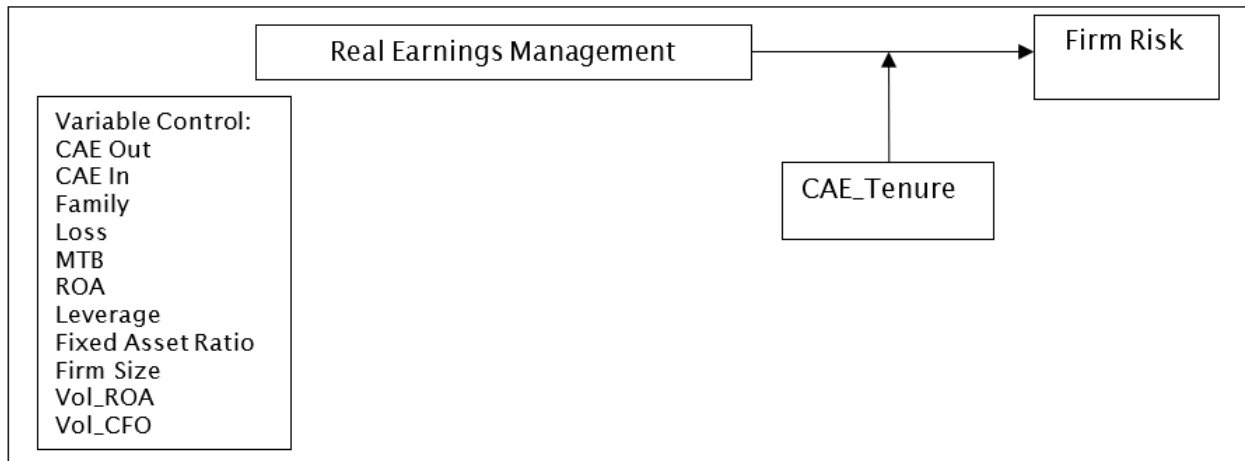 Real Earnings Management
Firm Risk
Variable Control:
CAE Out
CAE In
Family
Loss
MTB
ROA
Leverage
Fixed Asset Ratio
Firm Size
Vol_ROA
Vol_CFO
CAE_Tenure